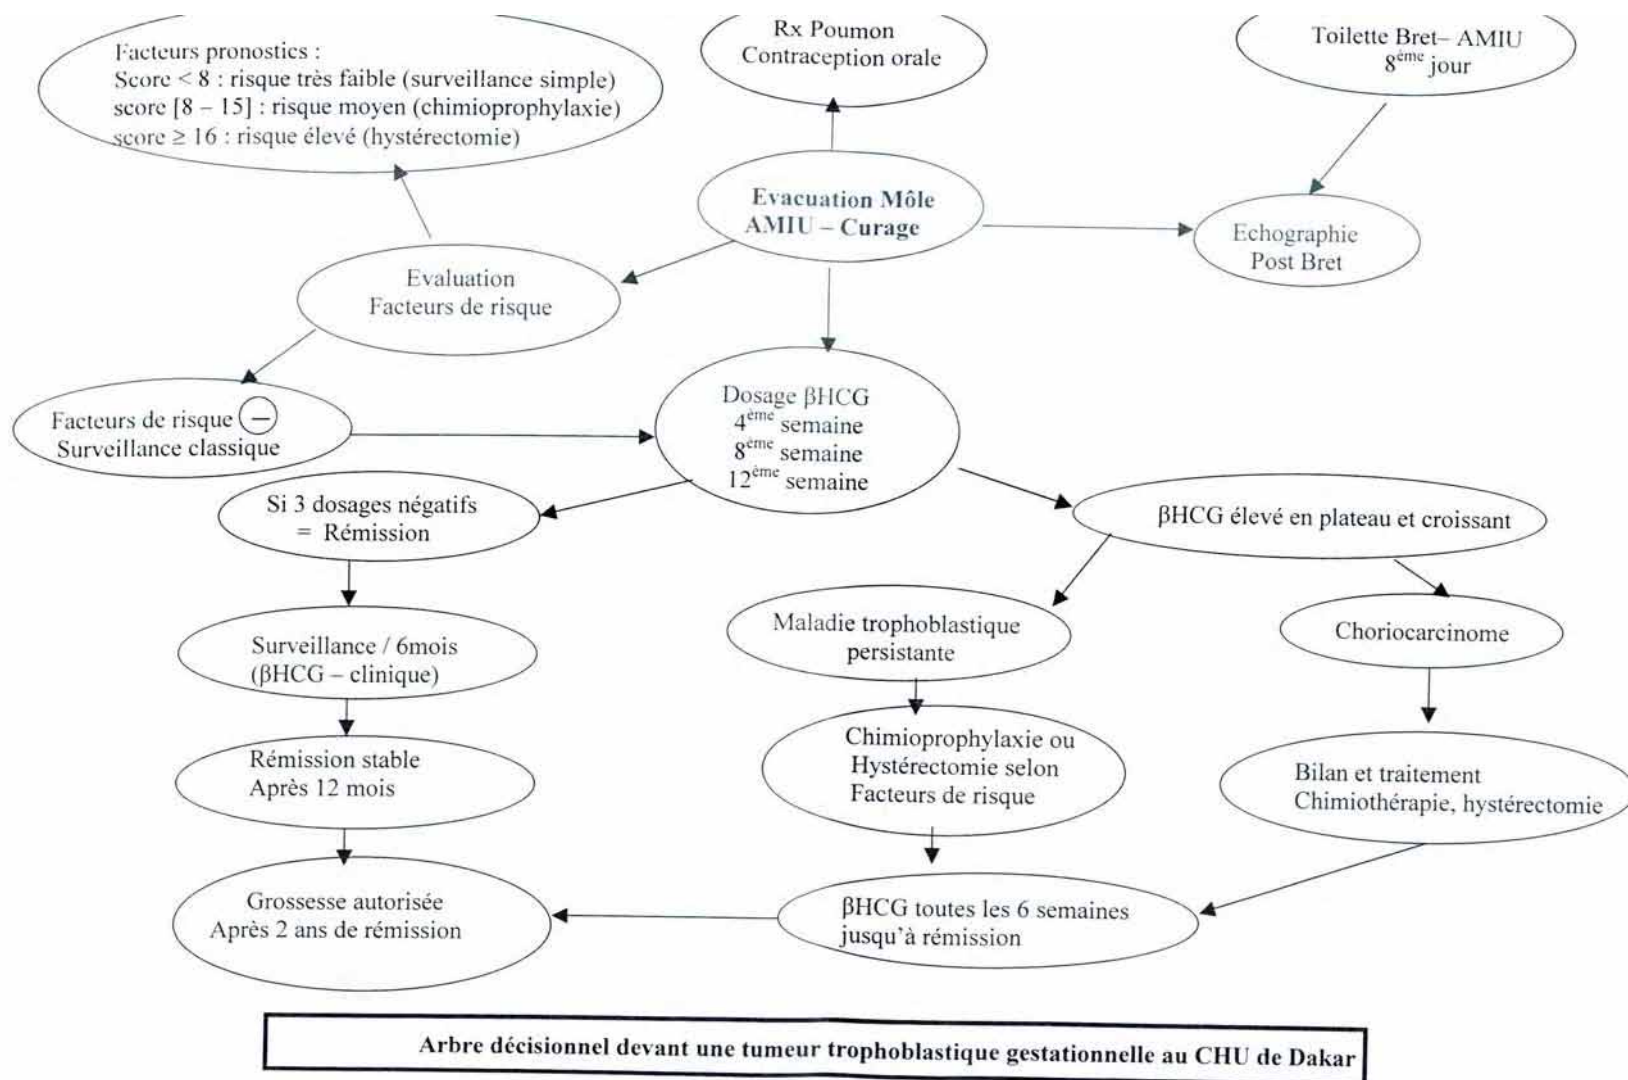 Facteurs pronostics :
Score < 8 : risque très faible (surveillance simple)
score [8 – 15] : risque moyen (chimioprophylaxie)
score ≥ 16 : risque élevé (hystérectomie)
Rx Poumon
Contraception orale
Toilette Bret– AMIU
8ème jour
Evacuation Môle
AMIU – Curage
Echographie
Post Bret
Evaluation
Facteurs de risque
Facteurs de risque –
Surveillance classique
Dosage βHCG
4ème semaine
8ème semaine
12ème semaine
Si 3 dosages négatifs
= Rémission
βHCG élevé en plateau et croissant
Surveillance / 6mois
(βHCG – clinique)
Maladie trophoblastique
persistante
Choriocarcinome
Rémission stable
Après 12 mois
Chimioprophylaxie ou
Hystérectomie selon
Facteurs de risque
Bilan et traitement
Chimiothérapie, hystérectomie
Grossesse autorisée
Après 2 ans de rémission
βHCG toutes les 6 semaines
jusqu'à rémission
Arbre décisionnel devant une tumeur trophoblastique gestationnelle au CHU de Dakar